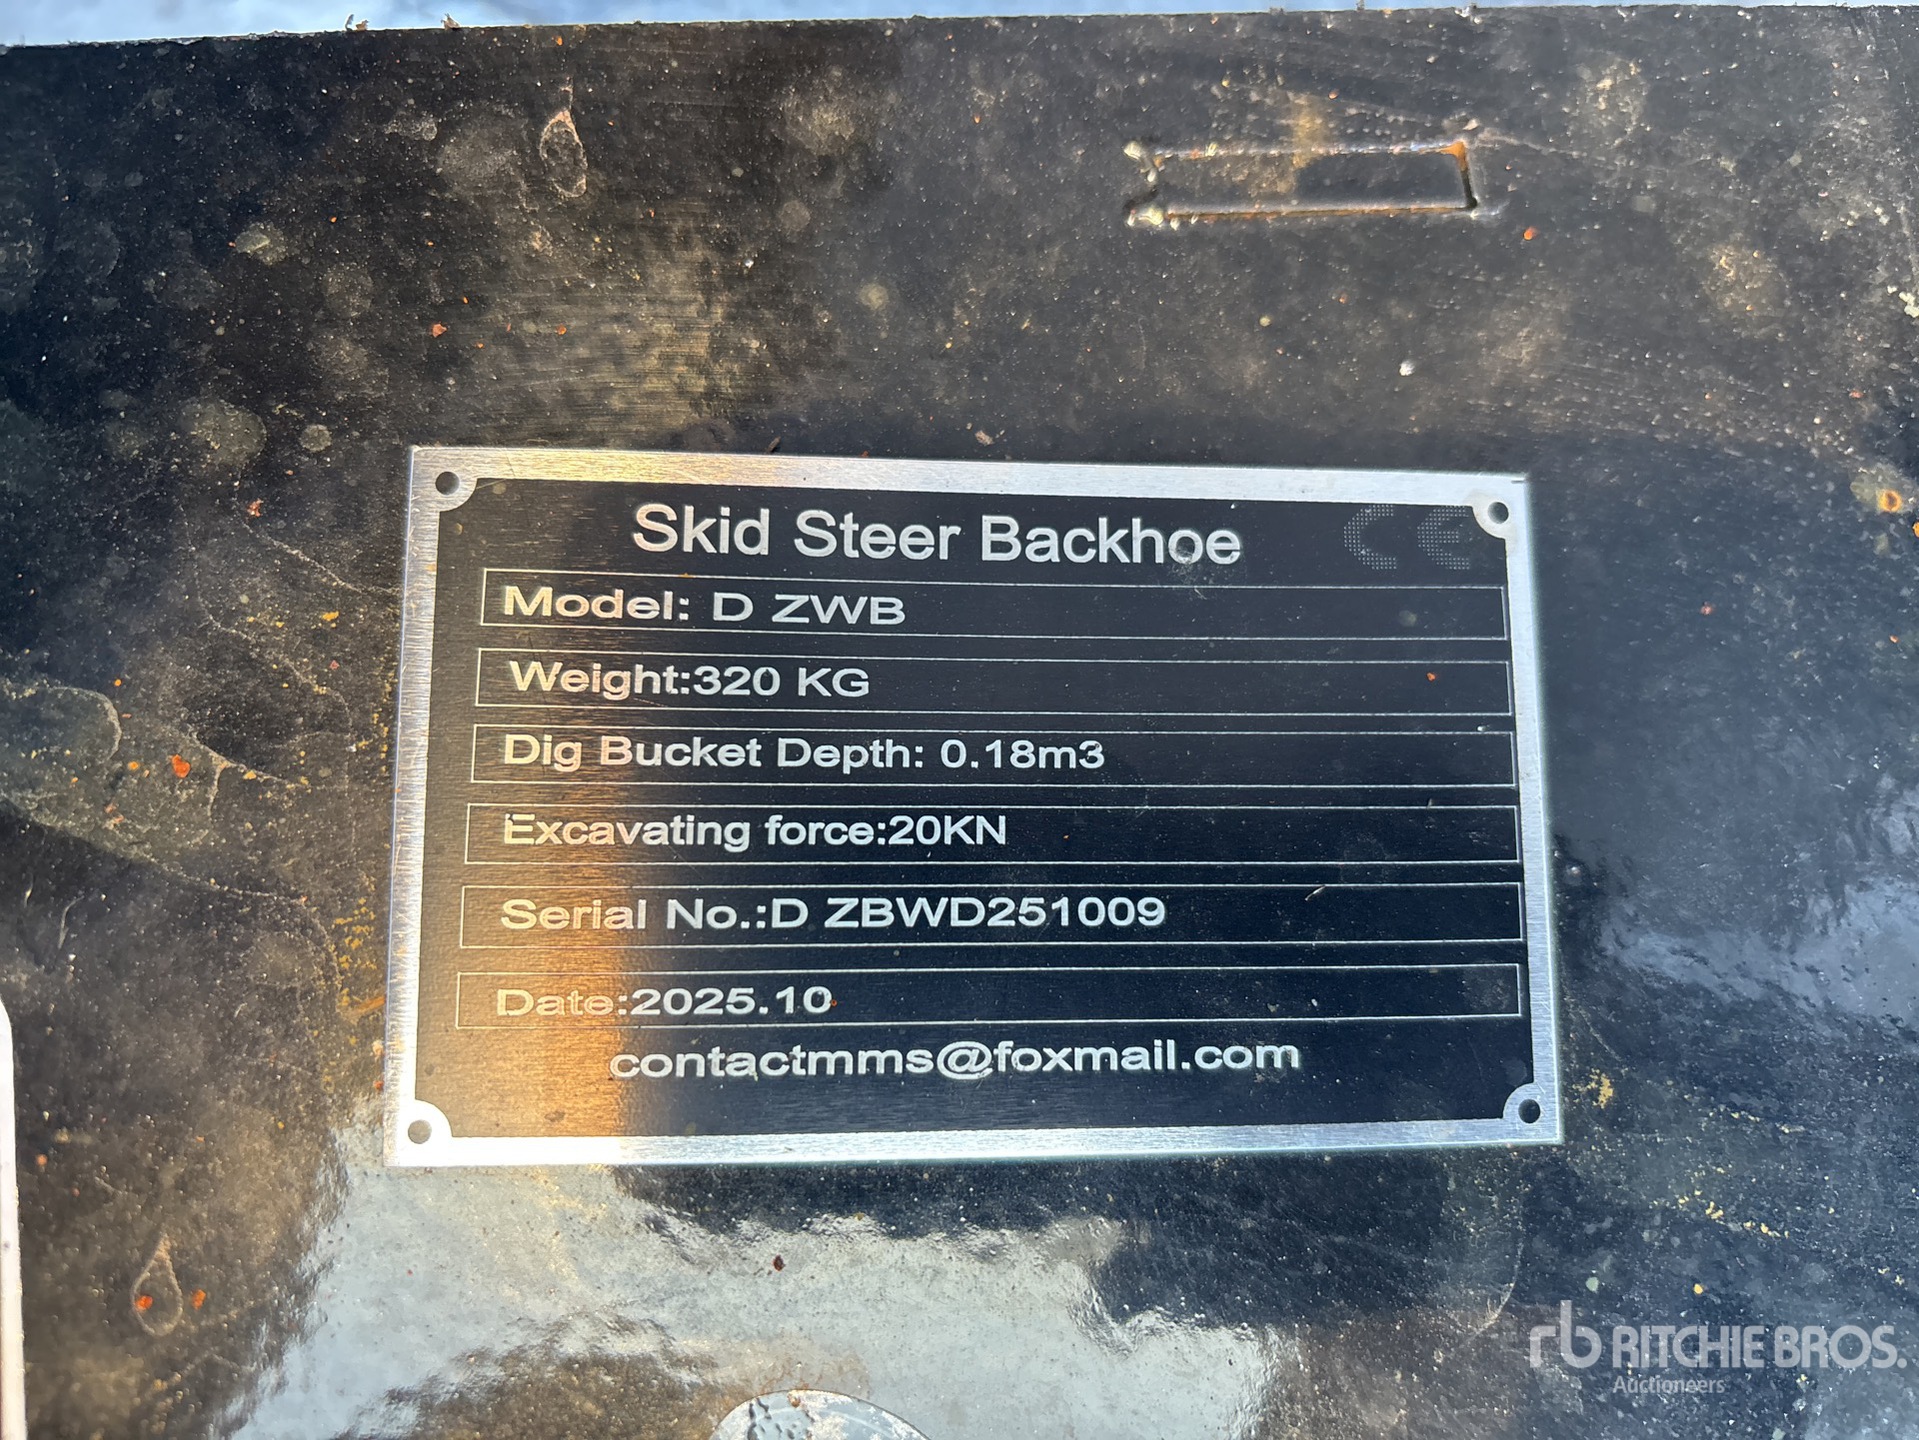 Skid Steer Backhoe CE
Model: D ZWB
Weight:320 KG
Dig Bucket Depth: 0.18m3
Excavating force:20KN
Serial No.:D ZBWD251009
Date:2025.10
contactmms@foxmail.com
rb RITCHIE BROS.
Auctioneers